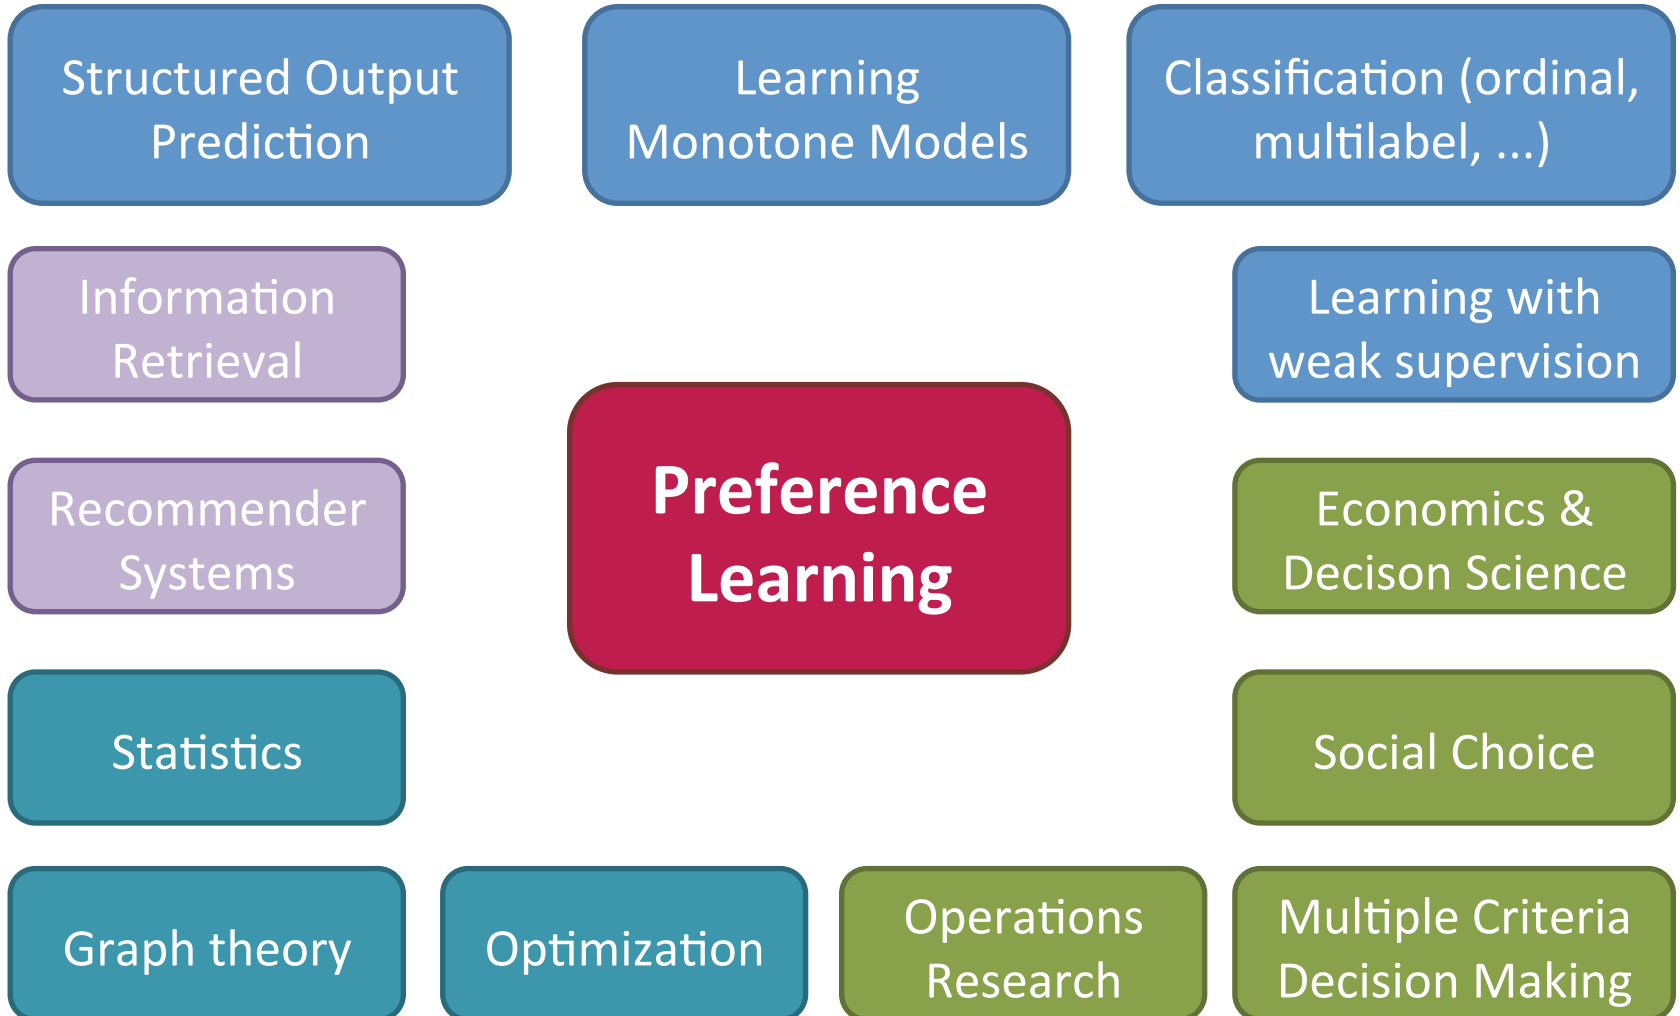 Structured Output
Prediction
Learning
Monotone Models
Classification (ordinal,
multilabel, ...)
Information
Retrieval
Learning with
weak supervision
Preference
Learning
Recommender
Systems
Economics &
Decison Science
Statistics
Social Choice
Graph theory
Optimization
Operations
Research
Multiple Criteria
Decision Making